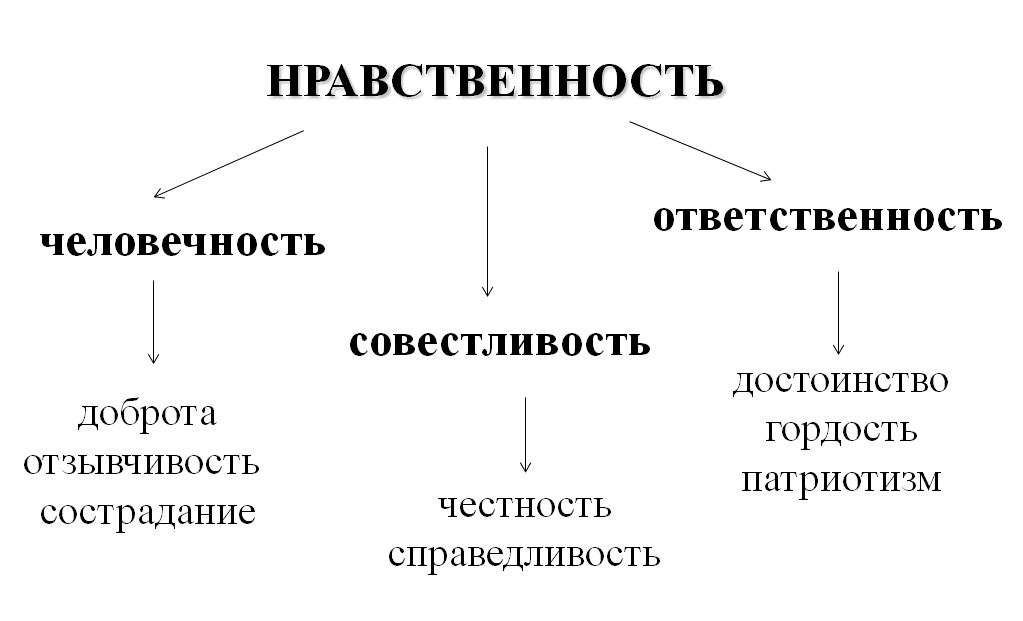 НРАВСТВЕННОСТЬ
человечность
доброта
отзывчивость
сострадание
совестливость
честность
справедливость
ответственность
достоинство
гордость
патриотизм